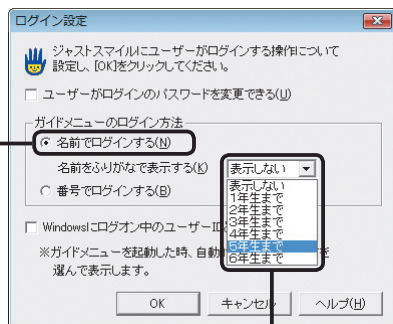 ログイン設定
ジャストスマイルにユーザーがログインする操作について
設定し、[OK]をクリックしてください。
ユーザーがログインのパスワードを変更できる(U)
ガイドメニューのログイン方法
名前でログインする(N)
名前をふりがなで表示する(K)
表示しない
表示しない
1年生まで
2年生まで
3年生まで
4年生まで
5年生まで
6年生まで
番号でログインする(B)
Windowsにログオン中のユーザーID
※ガイドメニューを起動した時、自動
を
選んで表示します。
OK
キャンセル
ヘルプ(H)